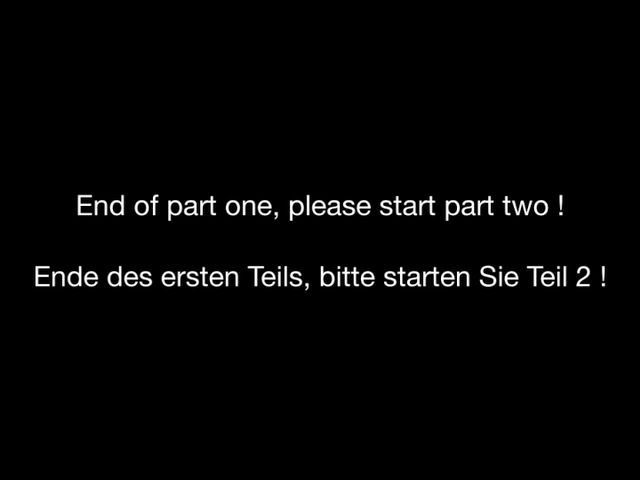 End of part one, please start part two !
Ende des ersten Teils, bitte starten Sie Teil 2 !